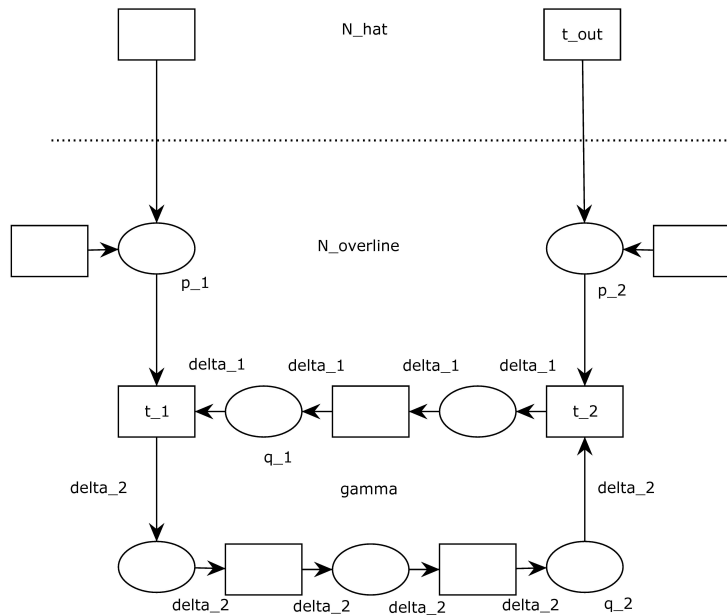 N_hat
t_out
N_overline
p_1
p_2
delta_1
delta_1
delta_1
delta_1
t_1
t_2
q_1
delta_2
gamma
delta_2
delta_2
delta_2
delta_2
delta_2
q_2